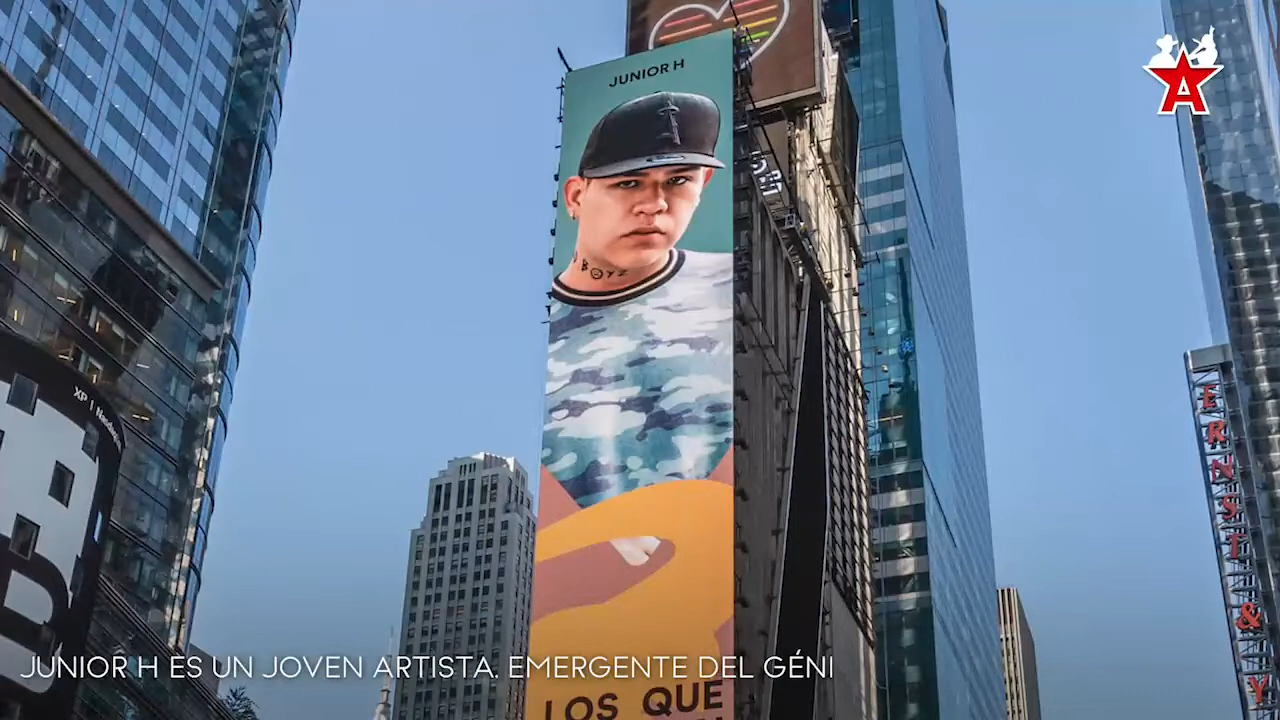 JUNIOR H
BOYZ
XP | 
A
ERNST & Y
JUNIOR H ES UN JOVEN ARTISTA. EMERGENTE DEL GÉNI
LOS QUE